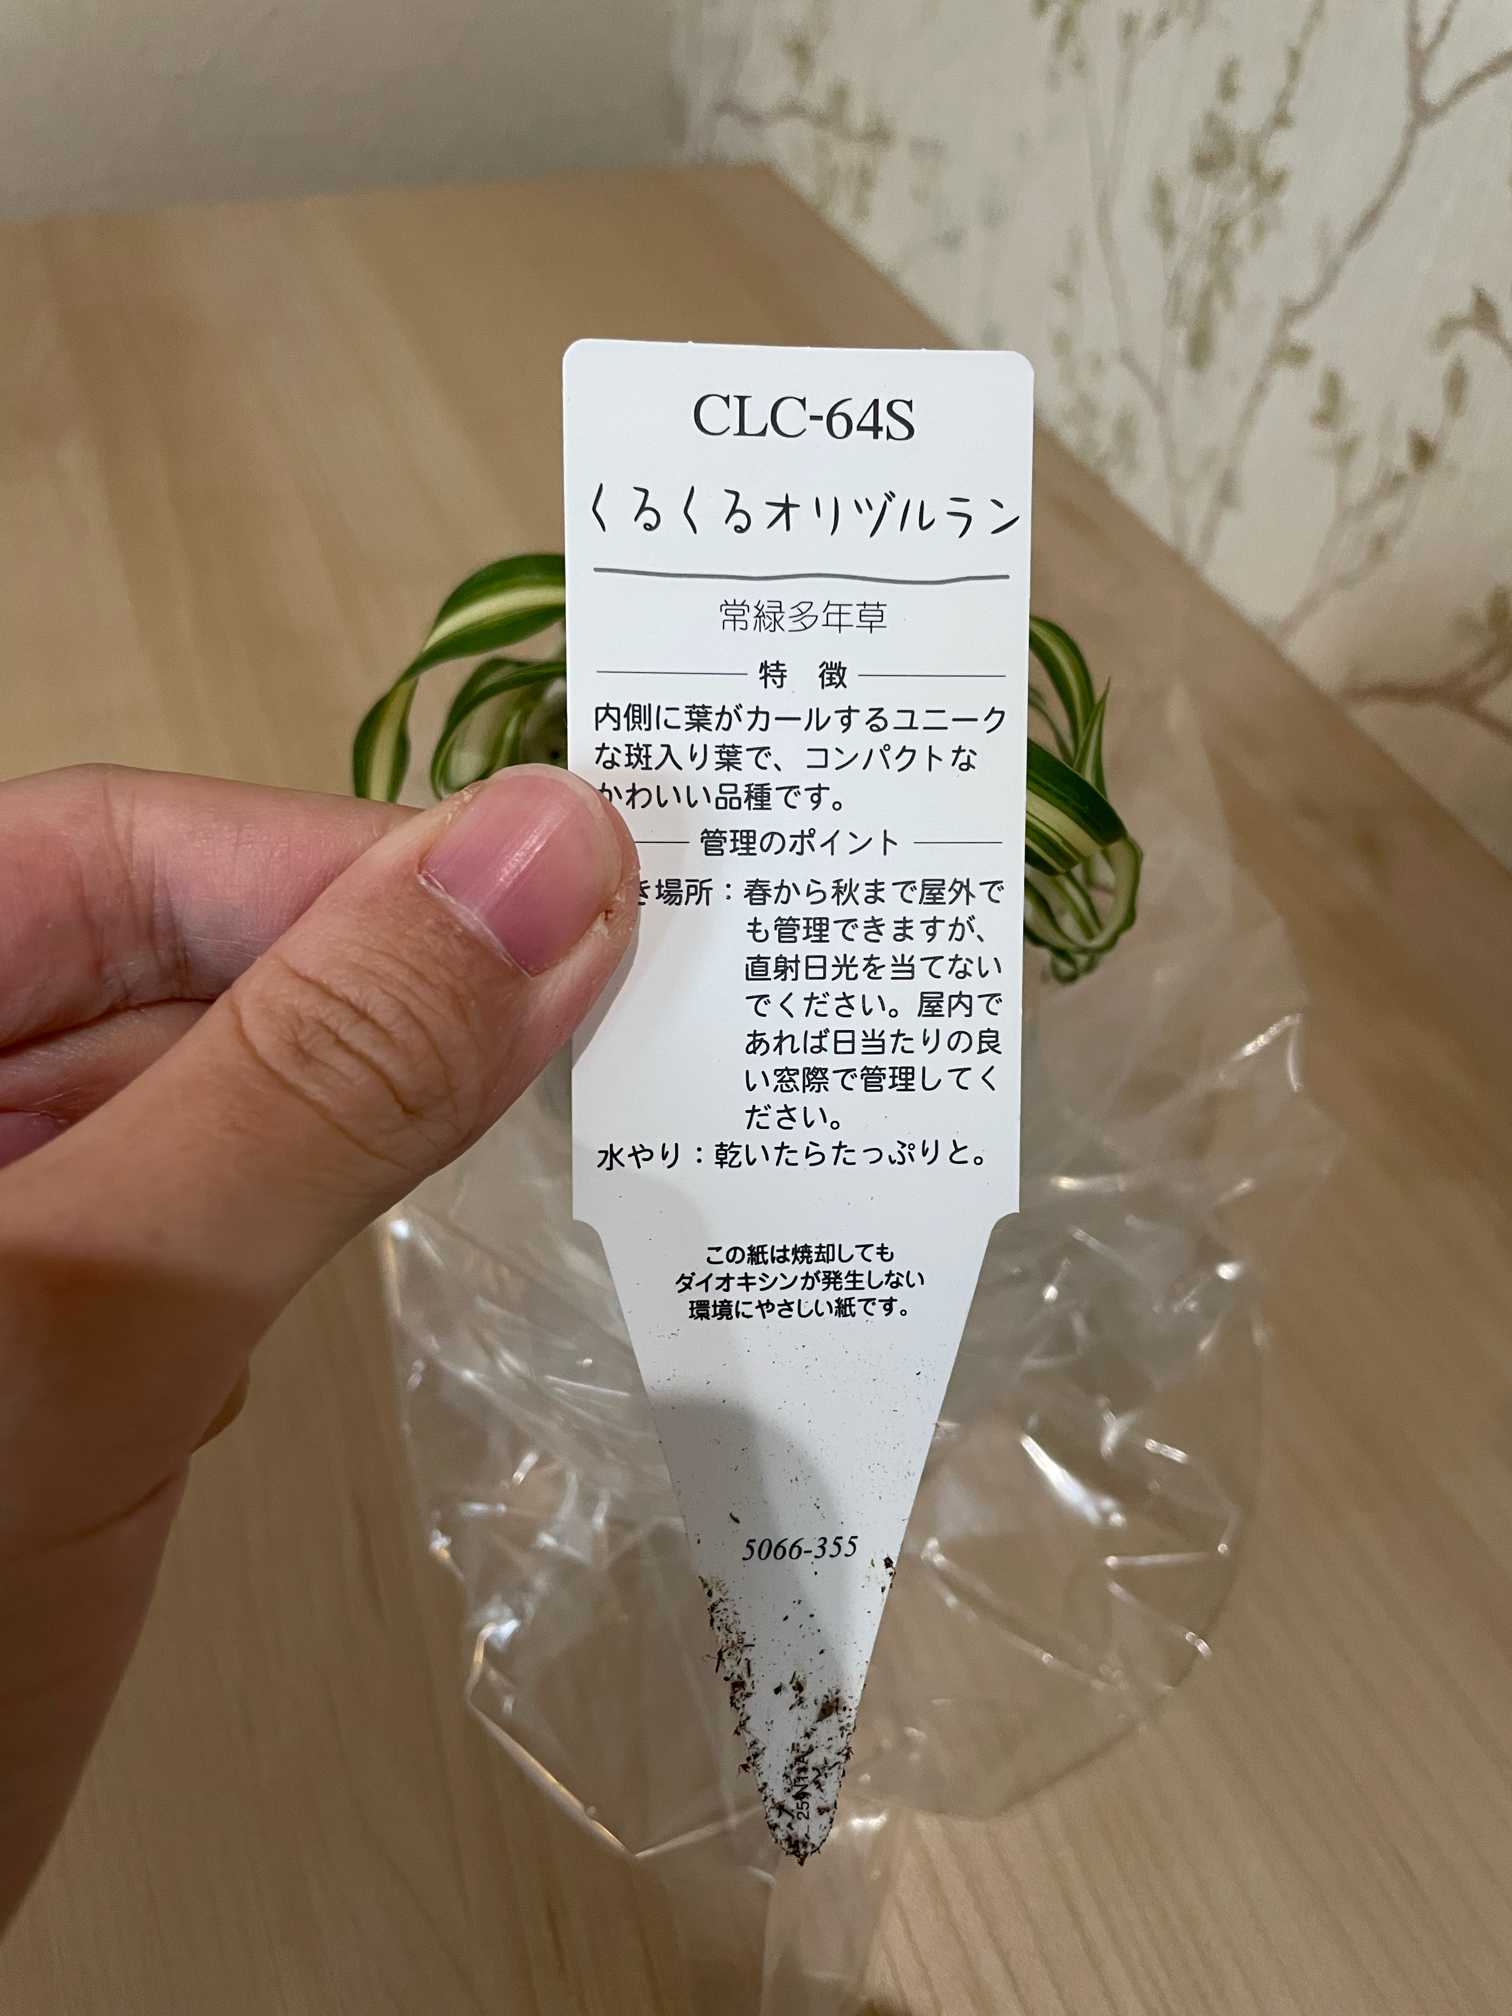 CLC-64S
くるくるオリヅルラン
常緑多年草
特 徴
内側に葉がカールするユニーク
な斑入り葉で、コンパクトな
かわいい品種です。
管理のポイント
き場所：春から秋まで屋外で
も管理できますが、
直射日光を当てない
でください。屋内で
あれば日当たりの良
い窓際で管理してく
ださい。
水やり：乾いたらたっぷりと。
この紙は焼却しても
ダイオキシンが発生しない
環境にやさしい紙です。
5066-355